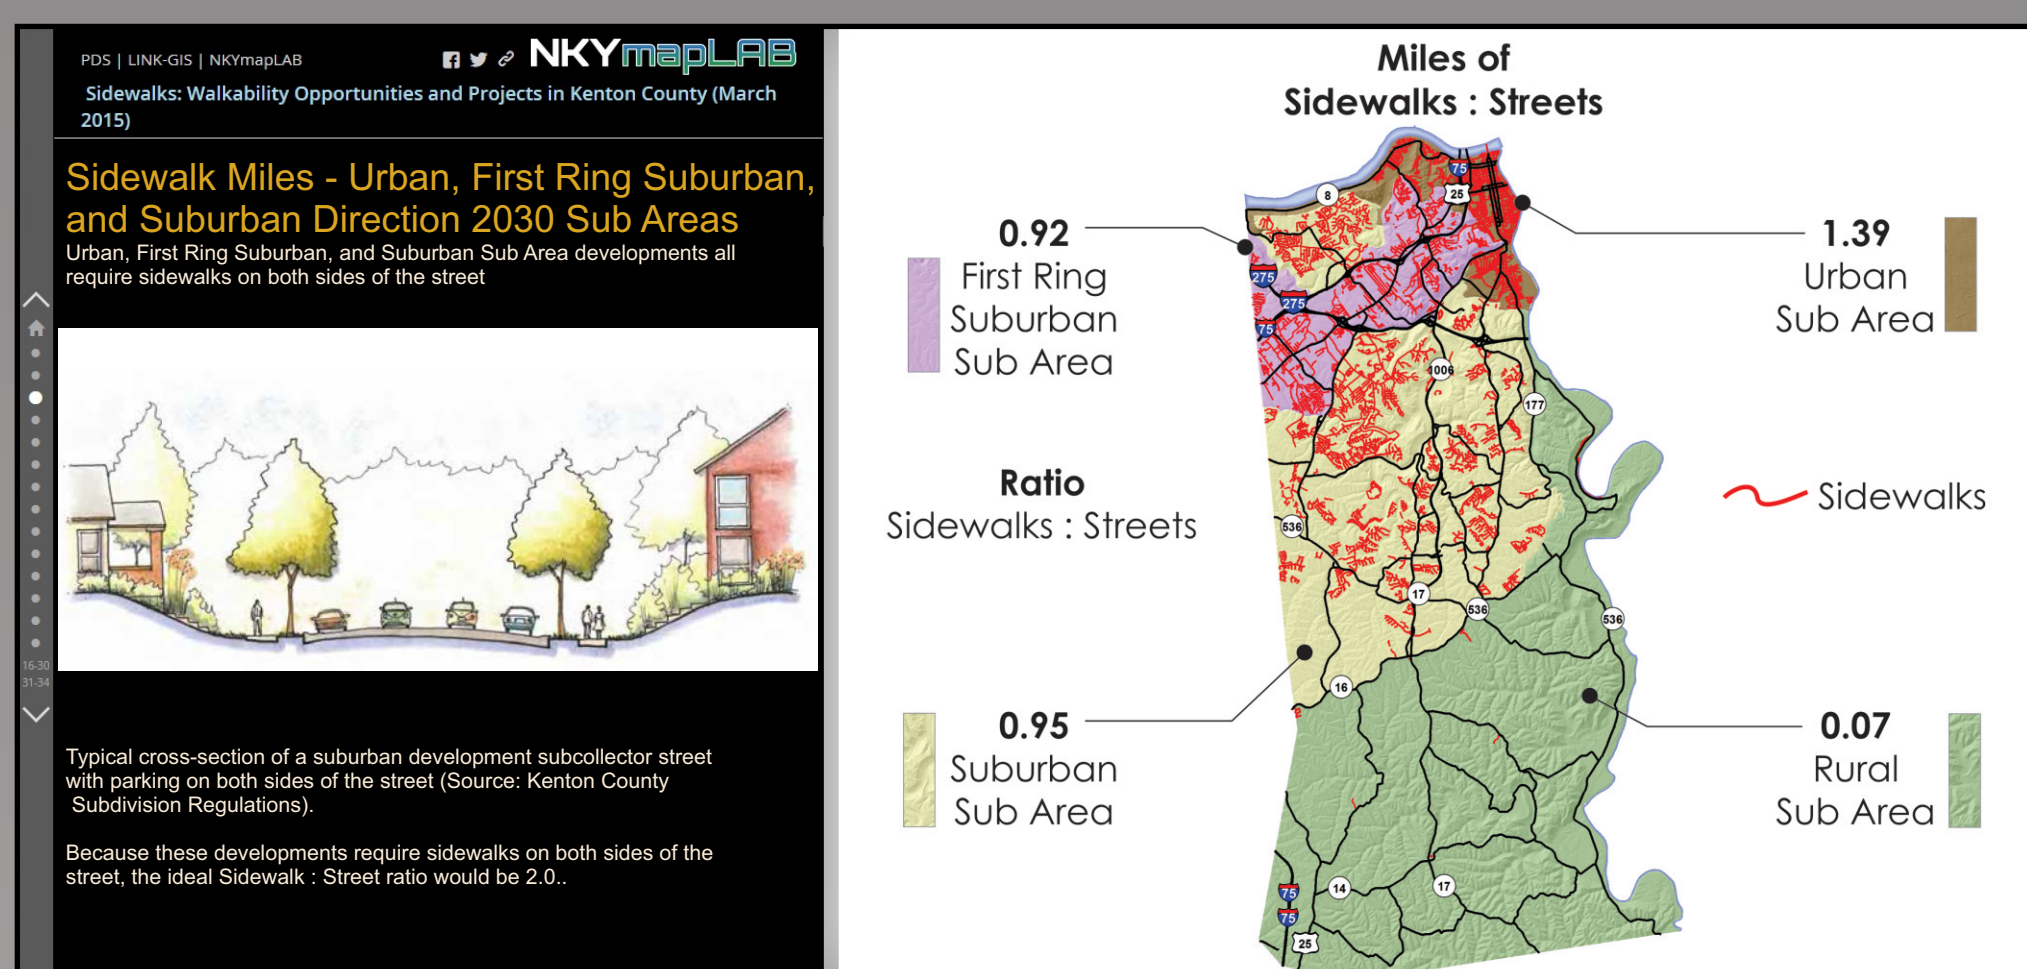 PDS | LINK-GIS | NKYmapLAB
NKYmapLAB
Sidewalks: Walkability Opportunities and Projects in Kenton County (March
2015)
Sidewalk Miles - Urban, First Ring Suburban,
and Suburban Direction 2030 Sub Areas
Urban, First Ring Suburban, and Suburban Sub Area developments all
require sidewalks on both sides of the street
16-30
31-34
Typical cross-section of a suburban development subcollector street
with parking on both sides of the street (Source: Kenton County
Subdivision Regulations).
Because these developments require sidewalks on both sides of the
street, the ideal Sidewalk : Street ratio would be 2.0..
Miles of
Sidewalks : Streets
0.92
First Ring
Suburban
Sub Area
1.39
Urban
Sub Area
Ratio
Sidewalks : Streets
Sidewalks
0.95
Suburban
Sub Area
0.07
Rural
Sub Area
75
8
25
275
275
75
1006
177
536
17
536
536
16
75
14
17
75
25